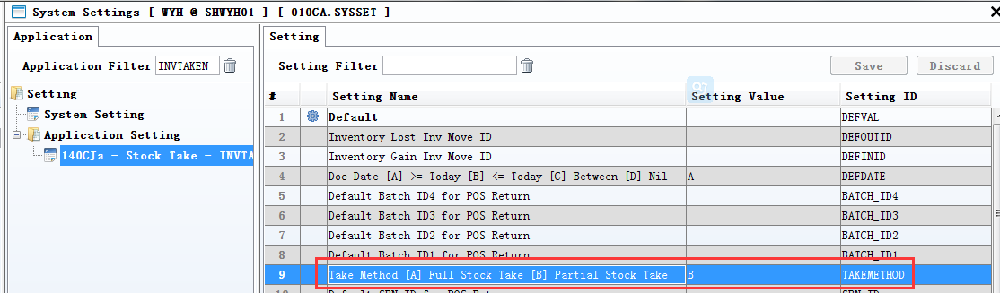 System Settings [ WYH @ SHWYH01 ] [ 010CA.SYSSET ]
Application
Application Filter INVTAKEN
Setting
System Setting
Application Setting
140CJa - Stock Take - INVTA
Setting
Setting Filter
Save
Discard
# Setting Name Setting Value Setting ID
1 Default DEFVAL
2 Inventory Lost Inv Move ID DEFOUTID
3 Inventory Gain Inv Move ID DEFINID
4 Doc Date [A] >= Today [B] <= Today [C] Between [D] Nil A DEFDATE
5 Default Batch ID4 for POS Return BATCH_ID4
6 Default Batch ID3 for POS Return BATCH_ID3
7 Default Batch ID2 for POS Return BATCH_ID2
8 Default Batch ID1 for POS Return BATCH_ID1
9 Take Method [A] Full Stock Take [B] Partial Stock Take B TAKEMETHOD